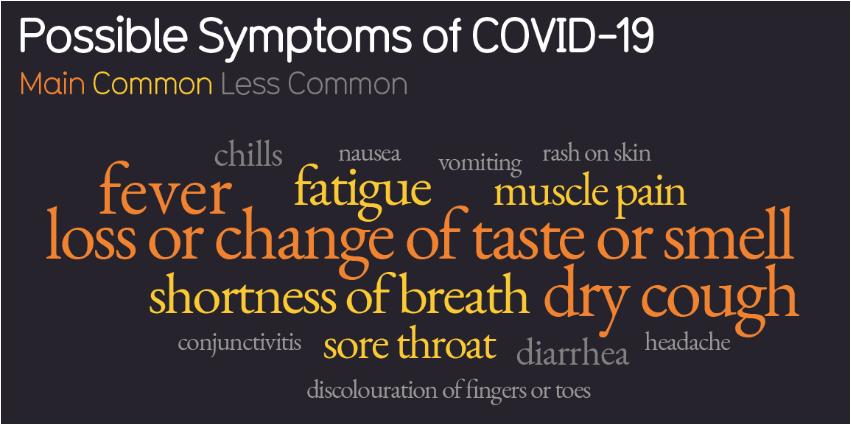 Possible Symptoms of COVID-19
Main Common Less Common
chills nausea vomiting rash on skin
fever fatigue muscle pain
loss or change of taste or smell
shortness of breath dry cough
conjunctivitis sore throat diarrhea headache
discolouration of fingers or toes